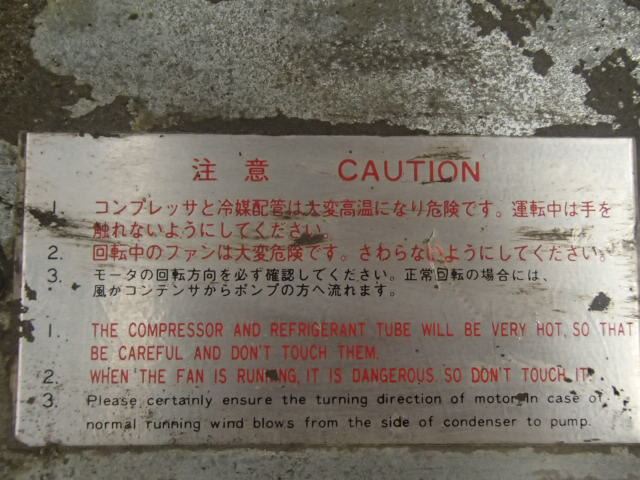 注意 CAUTION
1. コンプレッサと冷媒配管は大変高温になり危険です。運転中は手を
触れないようにしてください。
2. 回転中のファンは大変危険です。さわらないようにしてください。
3. モータの回転方向を必ず確認してください。正常回転の場合には、
風がコンデンサからポンプの方へ流れます。
1. THE COMPRESSOR AND REFRIGERANT TUBE WILL BE VERY HOT, SO THAT
BE CAREFUL AND DON'T TOUCH THEM.
2. WHEN THE FAN IS RUNNING, IT IS DANGEROUS SO DON'T TOUCH IT.
3. Please certainly ensure the turning direction of motor. In case of
normal running wind blows from the side of condenser to pump.